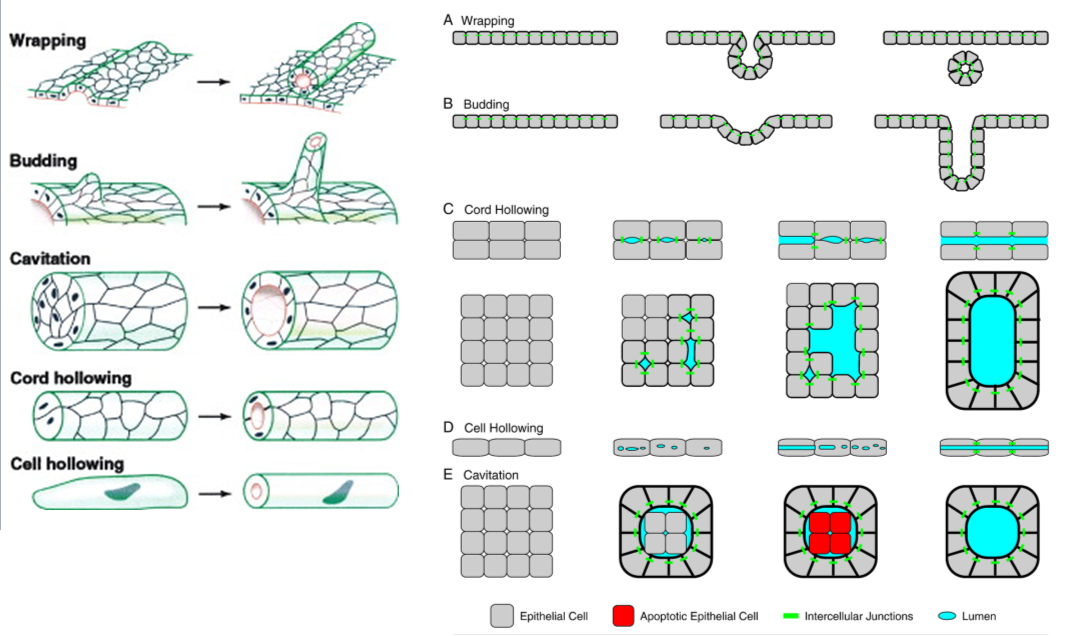 Wrapping
Budding
Cavitation
Cord hollowing
Cell hollowing
A Wrapping
B Budding
C Cord Hollowing
D Cell Hollowing
E Cavitation
Epithelial Cell
Apoptotic Epithelial Cell
Intercellular Junctions
Lumen